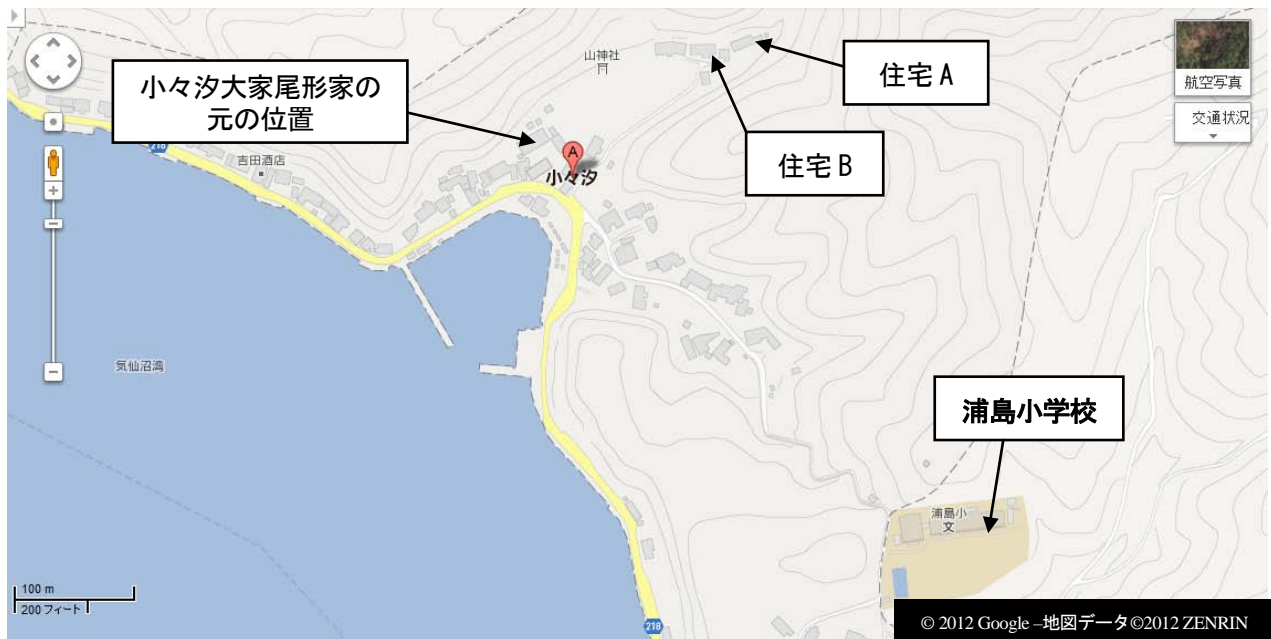 山神社
航空写真
交通状況
小々汐大家尾形家の
元の位置
住宅A
住宅B
218
吉田酒店
A
小々汐
気仙沼湾
浦島小学校
浦島小
文
100 m
200 フィート
218
© 2012 Google –地図データ©2012 ZENRIN